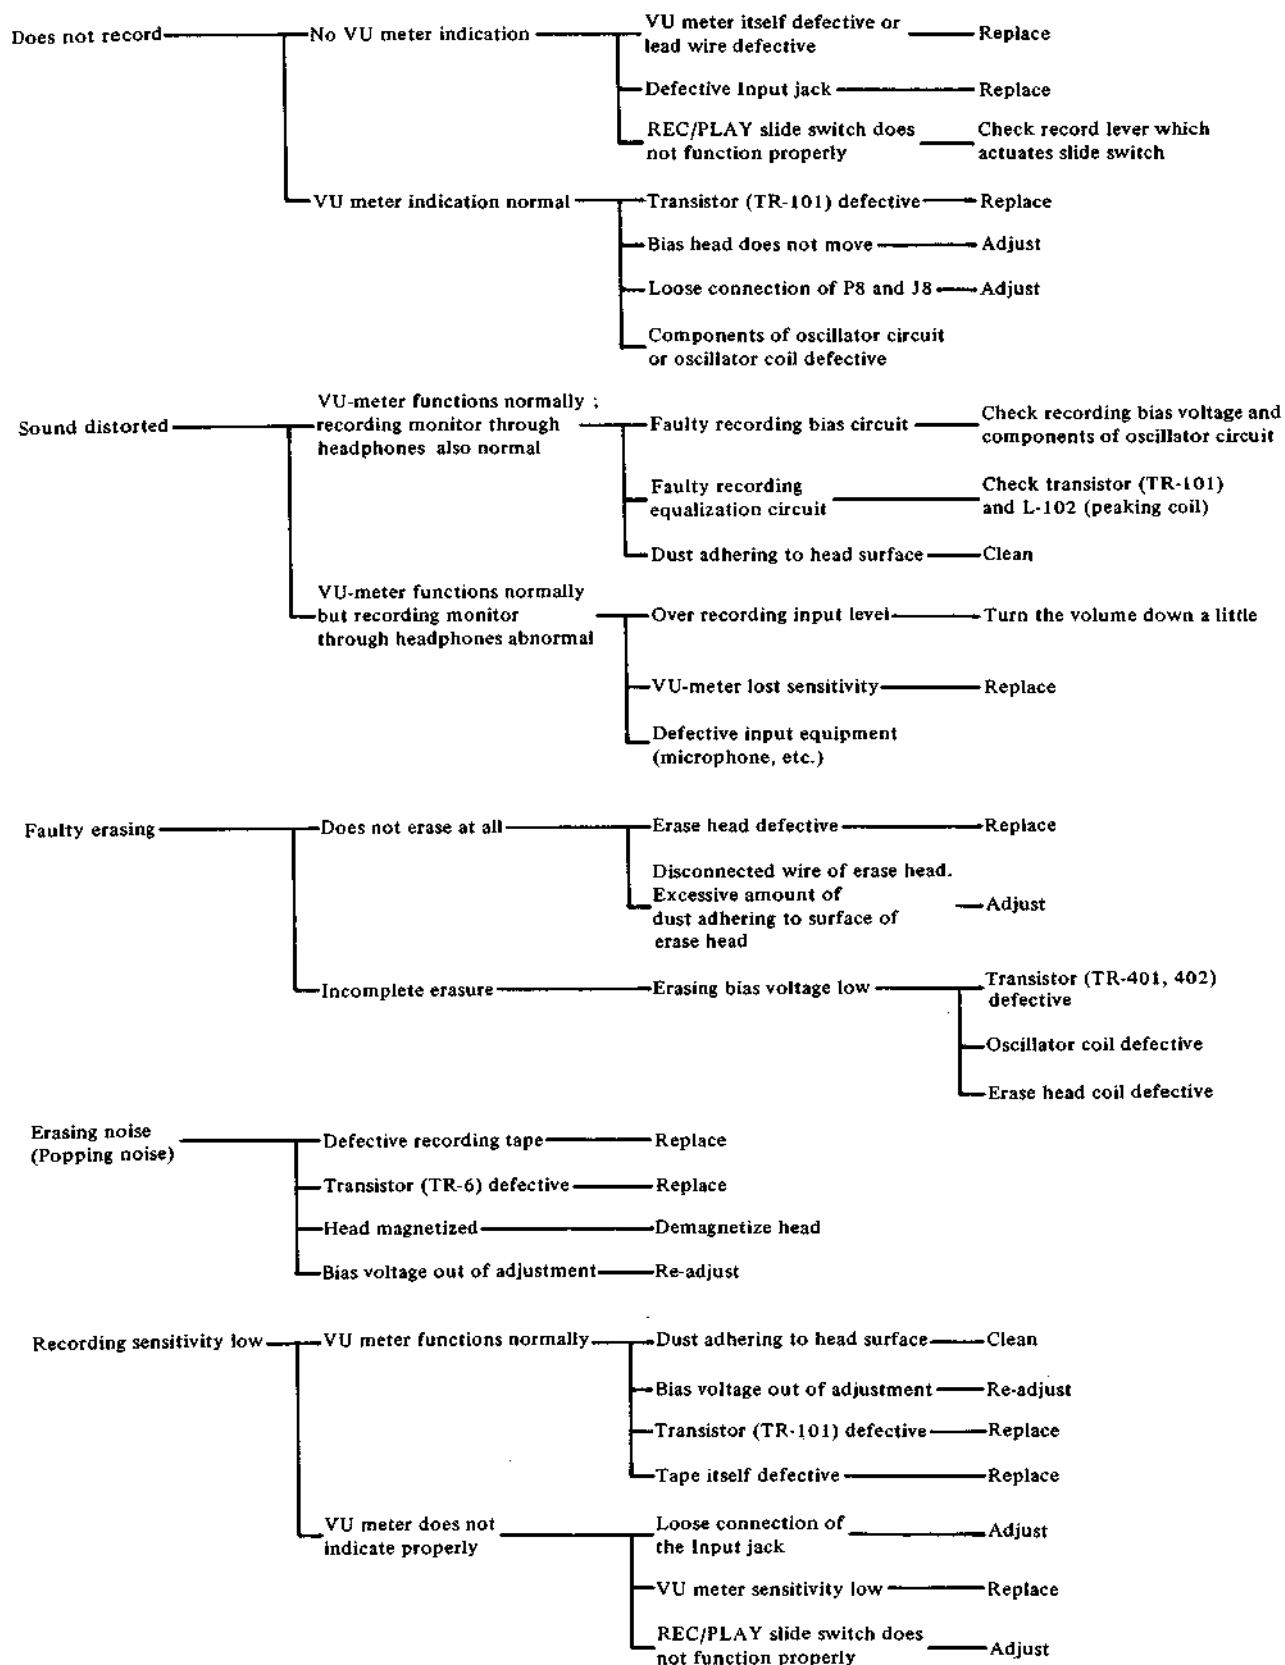 Does not record
No VU meter indication
VU meter itself defective or
lead wire defective
Replace
Defective Input jack
Replace
REC/PLAY slide switch does
not function properly
Check record lever which
actuates slide switch
VU meter indication normal
Transistor (TR-101) defective
Replace
Bias head does not move
Adjust
Loose connection of P8 and J8
Adjust
Components of oscillator circuit
or oscillator coil defective
Sound distorted
VU-meter functions normally ;
recording monitor through
headphones also normal
Faulty recording bias circuit
Check recording bias voltage and
components of oscillator circuit
Faulty recording
equalization circuit
Check transistor (TR-101)
and L-102 (peaking coil)
Dust adhering to head surface
Clean
VU-meter functions normally
but recording monitor
through headphones abnormal
Over recording input level
Turn the volume down a little
VU-meter lost sensitivity
Replace
Defective input equipment
(microphone, etc.)
Faulty erasing
Does not erase at all
Erase head defective
Replace
Disconnected wire of erase head.
Excessive amount of
dust adhering to surface of
erase head
Adjust
Incomplete erasure
Erasing bias voltage low
Transistor (TR-401, 402)
defective
Oscillator coil defective
Erase head coil defective
Erasing noise
(Popping noise)
Defective recording tape
Replace
Transistor (TR-6) defective
Replace
Head magnetized
Demagnetize head
Bias voltage out of adjustment
Re-adjust
Recording sensitivity low
VU meter functions normally
Dust adhering to head surface
Clean
Bias voltage out of adjustment
Re-adjust
Transistor (TR-101) defective
Replace
Tape itself defective
Replace
VU meter does not
indicate properly
Loose connection of
the Input jack
Adjust
VU meter sensitivity low
Replace
REC/PLAY slide switch does
not function properly
Adjust